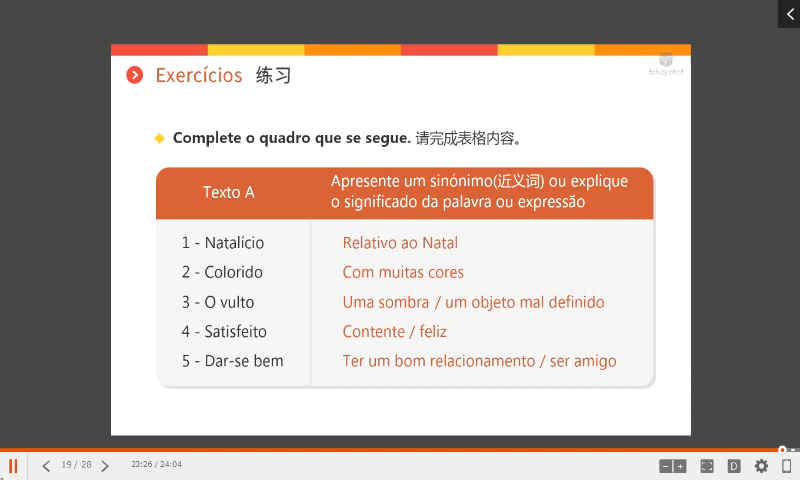 Exercícios 练习
Complete o quadro que se segue. 请完成表格内容。
Texto A
Apresente um sinónimo(近义词) ou explique
o significado da palavra ou expressão
1 - Natalício
Relativo ao Natal
2 - Colorido
Com muitas cores
3 - O vulto
Uma sombra / um objeto mal definido
4 - Satisfeito
Contente / feliz
5 - Dar-se bem
Ter um bom relacionamento / ser amigo
19 / 28
23:26 / 24:04
D